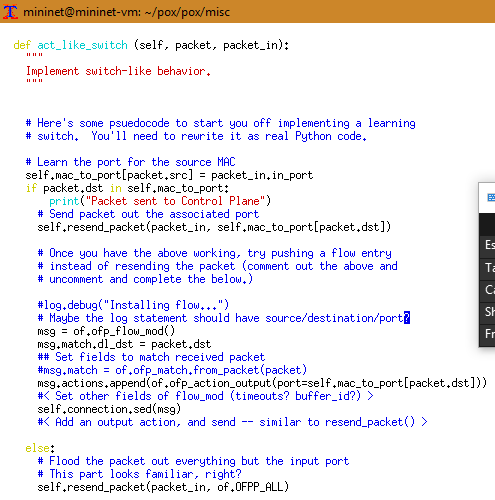 mininet@mininet-vm: ~/pox/pox/misc
def act_like_switch (self, packet, packet_in):
"""
Implement switch-like behavior.
"""
# Here's some psuedocode to start you off implementing a learning
# switch.  You'll need to rewrite it as real Python code.
# Learn the port for the source MAC
self.mac_to_port[packet.src] = packet_in.in_port
if packet.dst in self.mac_to_port:
print("Packet sent to Control Plane")
# Send packet out the associated port
self.resend_packet(packet_in, self.mac_to_port[packet.dst])
# Once you have the above working, try pushing a flow entry
# instead of resending the packet (comment out the above and
# uncomment and complete the below.)
#log.debug("Installing flow...")
# Maybe the log statement should have source/destination/port?
msg = of.ofp_flow_mod()
msg.match.dl_dst = packet.dst
## Set fields to match received packet
#msg.match = of.ofp_match.from_packet(packet)
msg.actions.append(of.ofp_action_output(port=self.mac_to_port[packet.dst]))
#< Set other fields of flow_mod (timeouts? buffer_id?) >
self.connection.sed(msg)
#< Add an output action, and send -- similar to resend_packet() >
else:
# Flood the packet out everything but the input port
# This part looks familiar, right?
self.resend_packet(packet_in, of.OFPP_ALL)
Es
Ta
Ca
Sh
Fr